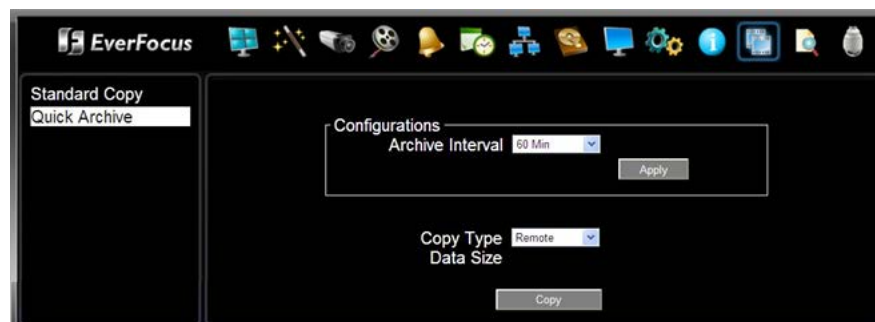 EverFocus
Standard Copy
Quick Archive
Configurations
Archive Interval 60 Min
Apply
Copy Type Remote
Data Size
Copy